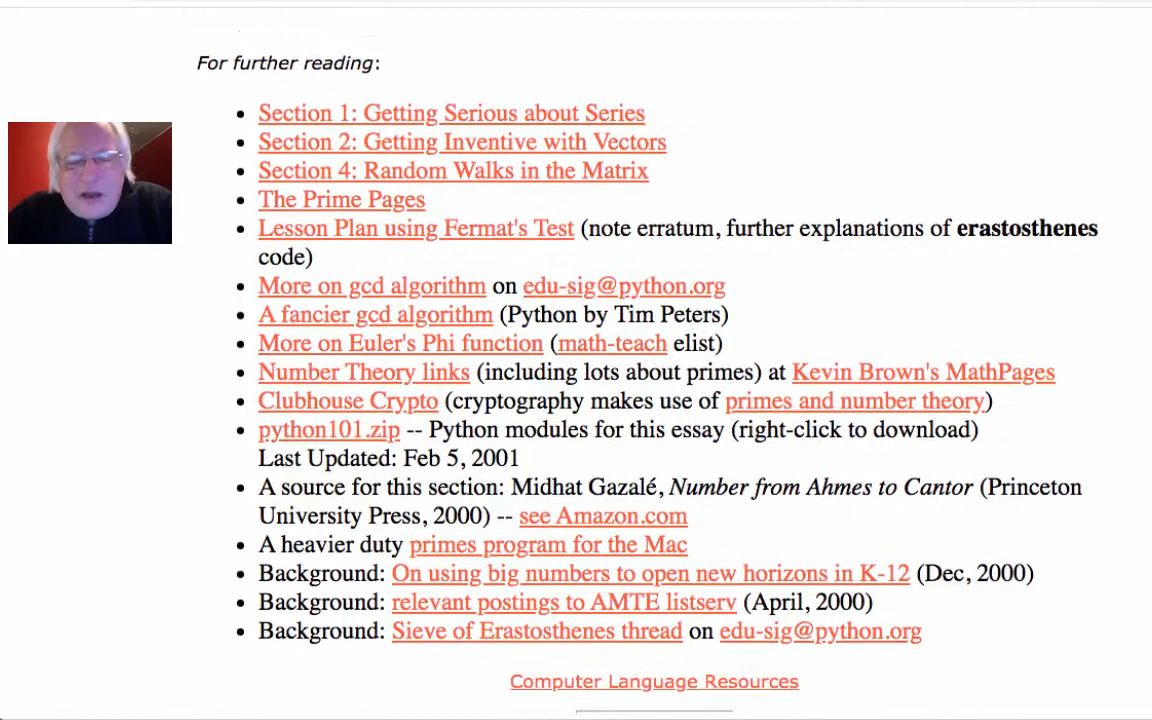 For further reading:
Section 1: Getting Serious about Series
Section 2: Getting Inventive with Vectors
Section 4: Random Walks in the Matrix
The Prime Pages
Lesson Plan using Fermat's Test (note erratum, further explanations of erastosthenes
code)
More on gcd algorithm on edu-sig@python.org
A fancier gcd algorithm (Python by Tim Peters)
More on Euler's Phi function (math-teach elist)
Number Theory links (including lots about primes) at Kevin Brown's MathPages
Clubhouse Crypto (cryptography makes use of primes and number theory)
python101.zip -- Python modules for this essay (right-click to download)
Last Updated: Feb 5, 2001
A source for this section: Midhat Gazalé, Number from Ahmes to Cantor (Princeton
University Press, 2000) -- see Amazon.com
A heavier duty primes program for the Mac
Background: On using big numbers to open new horizons in K-12 (Dec, 2000)
Background: relevant postings to AMTE listserv (April, 2000)
Background: Sieve of Erastosthenes thread on edu-sig@python.org
Computer Language Resources